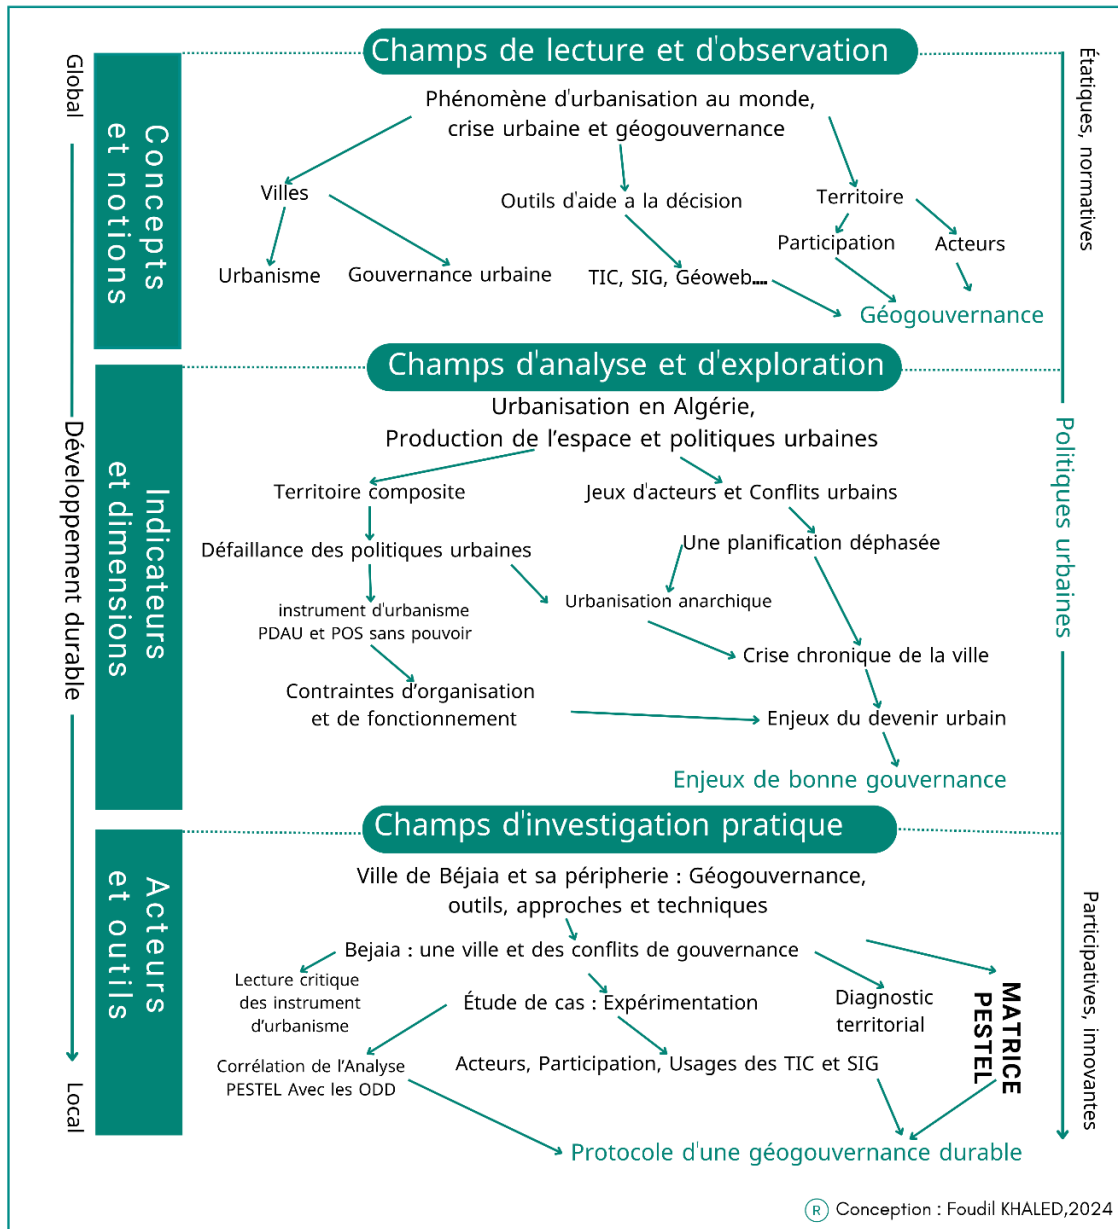 Champs de lecture et d'observation
Global
Étatiques, normatives
Concepts
et notions
Phénomène d'urbanisation au monde,
crise urbaine et géogouvernance
Villes
Outils d'aide a la décision
Territoire
Participation
Acteurs
Urbanisme
Gouvernance urbaine
TIC, SIG, Géoweb....
Géogouvernance
Champs d'analyse et d'exploration
Développement durable
Politiques urbaines
Indicateurs
et dimensions
Urbanisation en Algérie,
Production de l'espace et politiques urbaines
Territoire composite
Jeux d'acteurs et Conflits urbains
Défaillance des politiques urbaines
Une planification déphasée
instrument d'urbanisme
PDAU et POS sans pouvoir
Urbanisation anarchique
Crise chronique de la ville
Contraintes d'organisation
et de fonctionnement
Enjeux du devenir urbain
Enjeux de bonne gouvernance
Champs d'investigation pratique
Acteurs
et outils
Participatives, innovantes
Local
Ville de Béjaia et sa péripherie : Géogouvernance,
outils, approches et techniques
Bejaia : une ville et des conflits de gouvernance
Lecture critique
des instrument
d'urbanisme
Étude de cas : Expérimentation
Diagnostic
territorial
MATRICE
PESTEL
Corrélation de l'Analyse
PESTEL Avec les ODD
Acteurs, Participation, Usages des TIC et SIG
Protocole d'une géogouvernance durable
® Conception : Foudil KHALED,2024